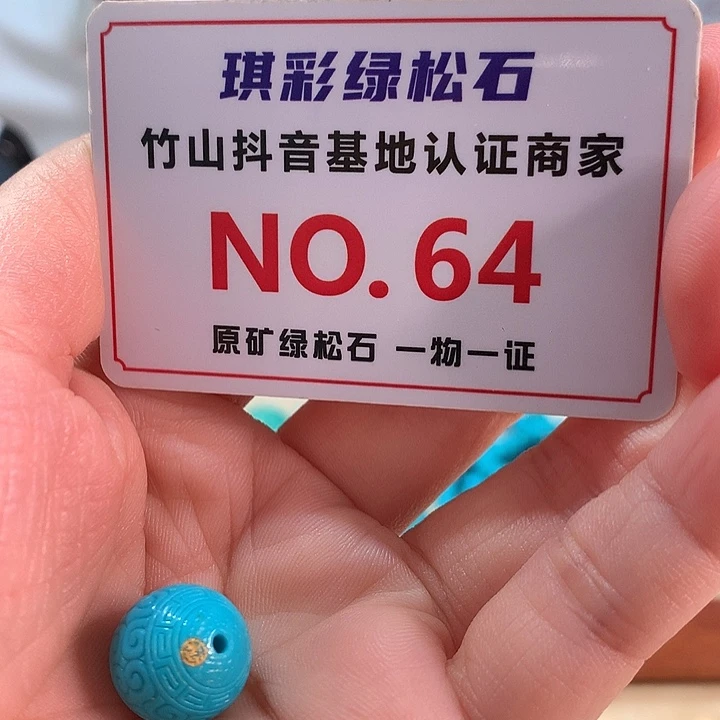 琪彩绿松石
竹山抖音基地认证商家
NO.64
原矿绿松石 一物一证